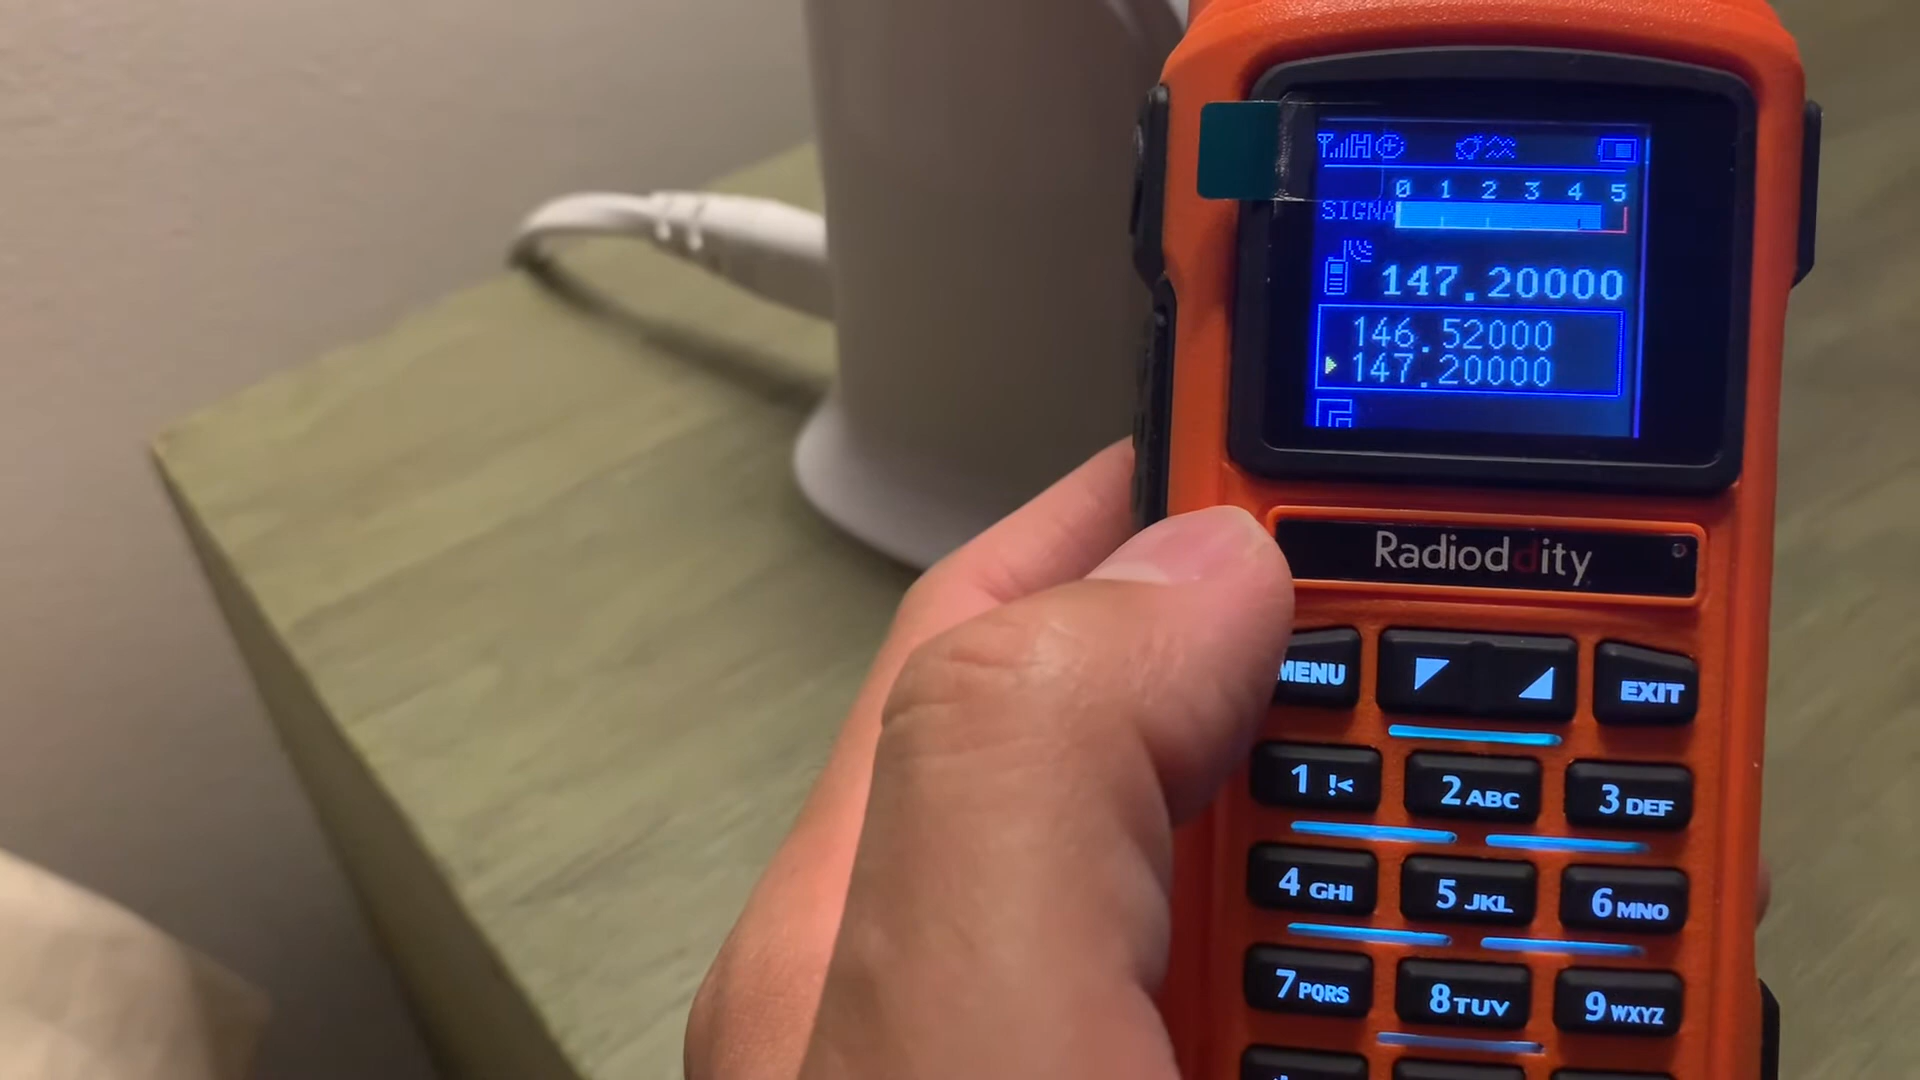 H
0 1 2 3 4 5
SIGNA
147.20000
146.52000
147.20000
Radioddity
MENU EXIT
1 !< 2 ABC 3 DEF
4 GHI 5 JKL 6 MNO
7 PQRS 8 TUV 9 WXYZ